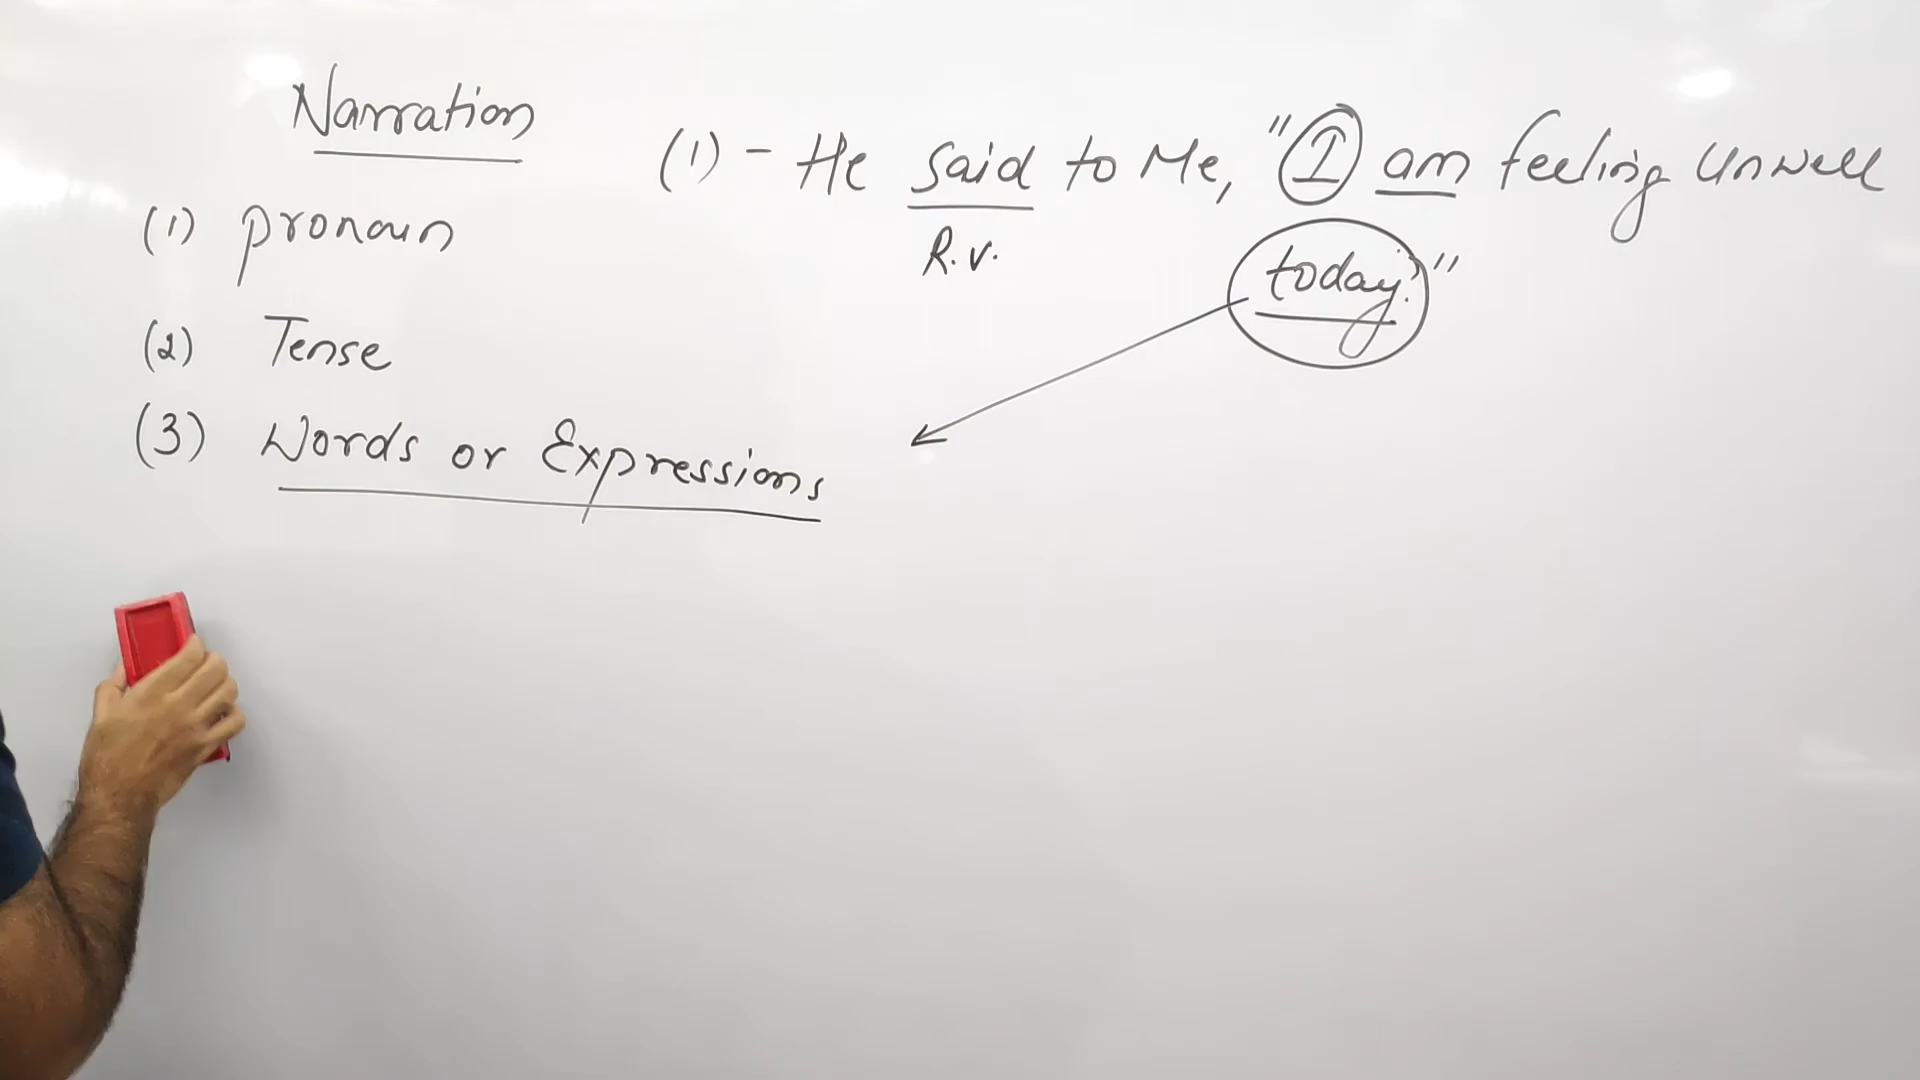 Narration
(1) pronoun
(2) Tense
(3) Words or Expressions
(1) - He said to Me, "I am feeling Unwell
R.V.
today."